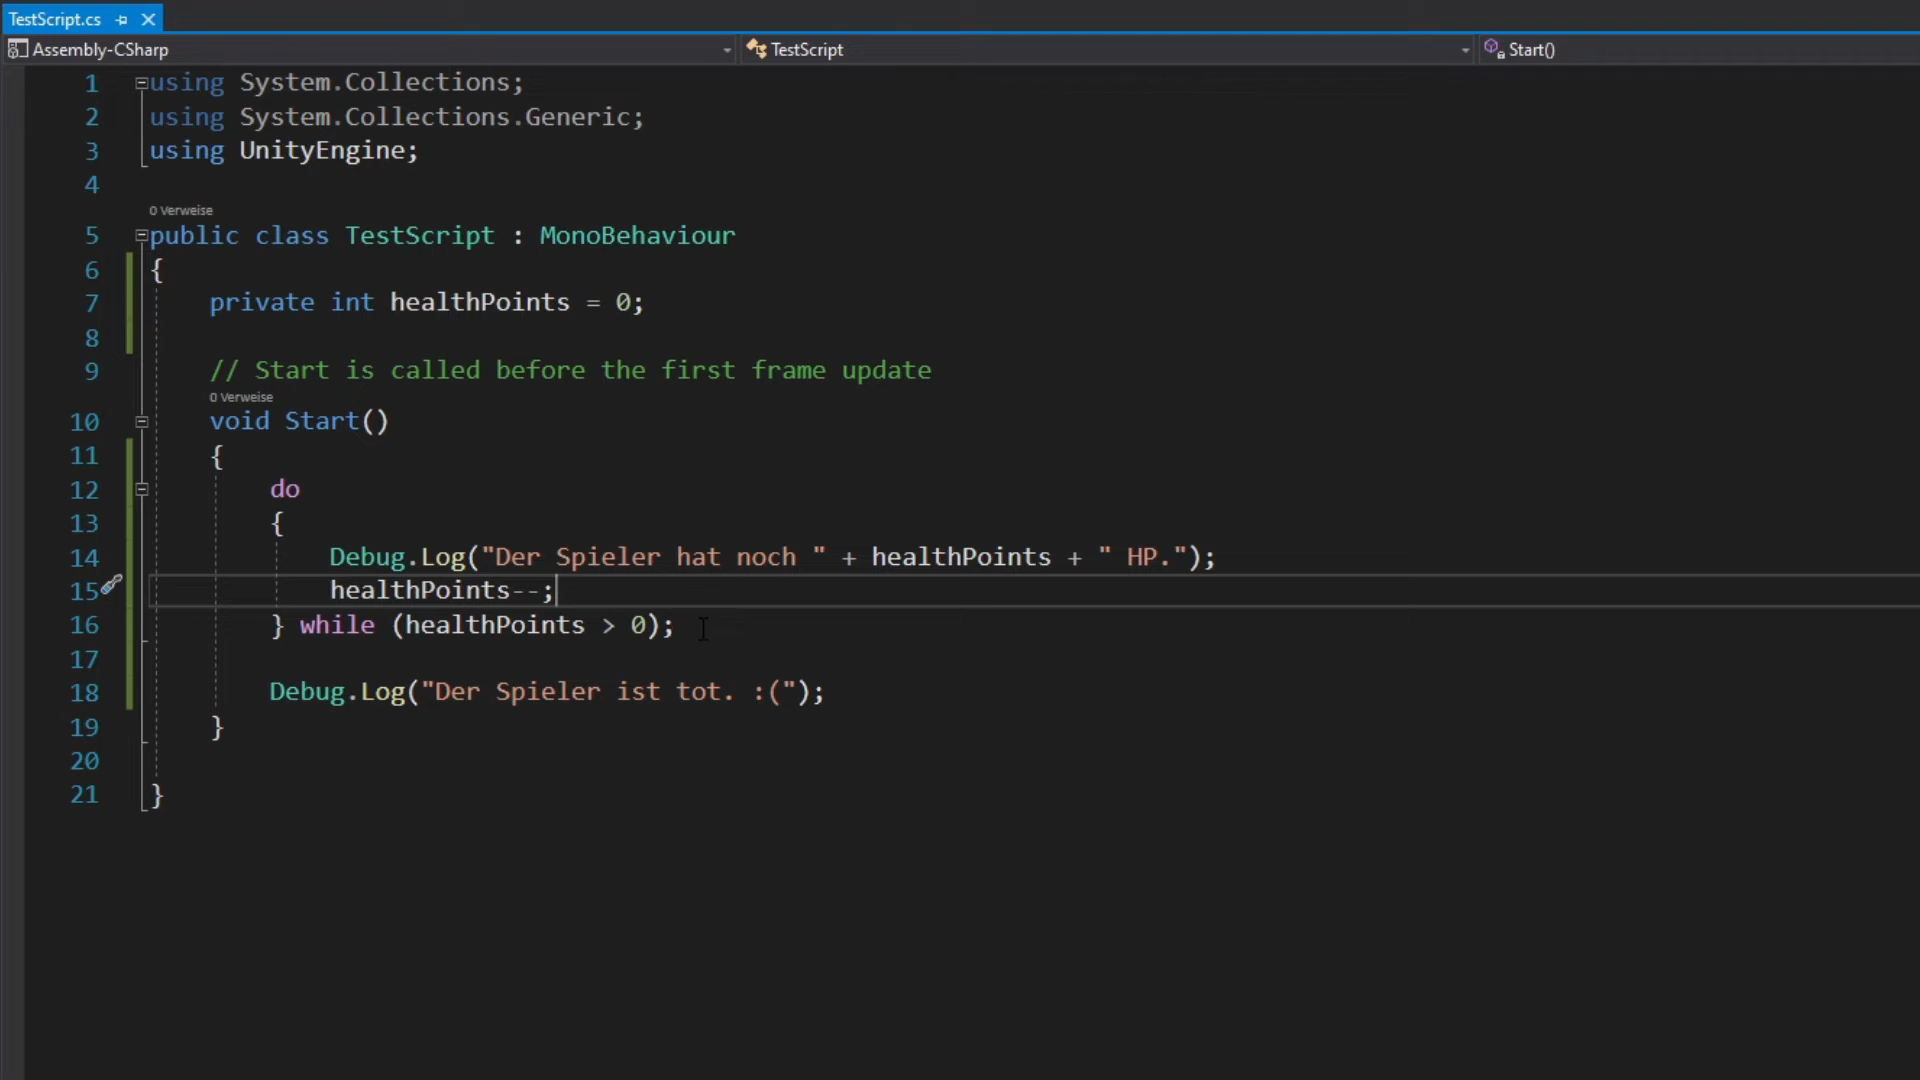 TestScript.cs
Assembly-CSharp TestScript Start()
1 using System.Collections;
2 using System.Collections.Generic;
3 using UnityEngine;
4
0 Verweise
5 public class TestScript : MonoBehaviour
6 {
7 private int healthPoints = 0;
8
9 // Start is called before the first frame update
0 Verweise
10 void Start()
11 {
12 do
13 {
14 Debug.Log("Der Spieler hat noch " + healthPoints + " HP.");
15 healthPoints--;
16 } while (healthPoints > 0);
17
18 Debug.Log("Der Spieler ist tot. :(");
19 }
20
21 }